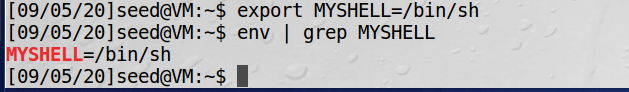 [09/05/20]seed@VM:~$ export MYSHELL=/bin/sh
[09/05/20]seed@VM:~$ env | grep MYSHELL
MYSHELL=/bin/sh
[09/05/20]seed@VM:~$